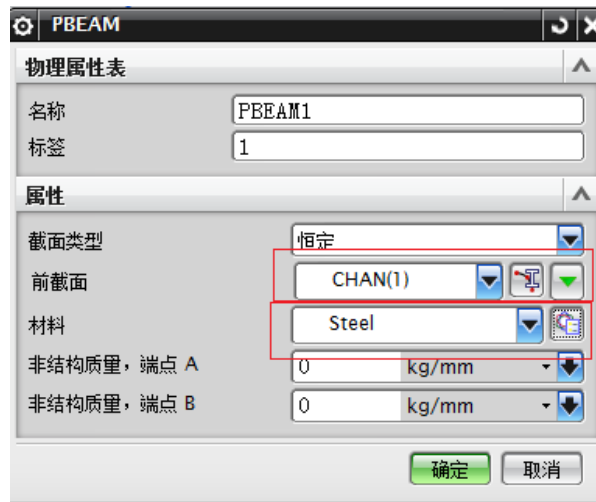 PBEAM
物理属性表
名称 PBEAM1
标签 1
属性
截面类型 恒定
前截面 CHAN(1)
材料 Steel
非结构质量，端点 A 0 kg/mm
非结构质量，端点 B 0 kg/mm
确定 取消